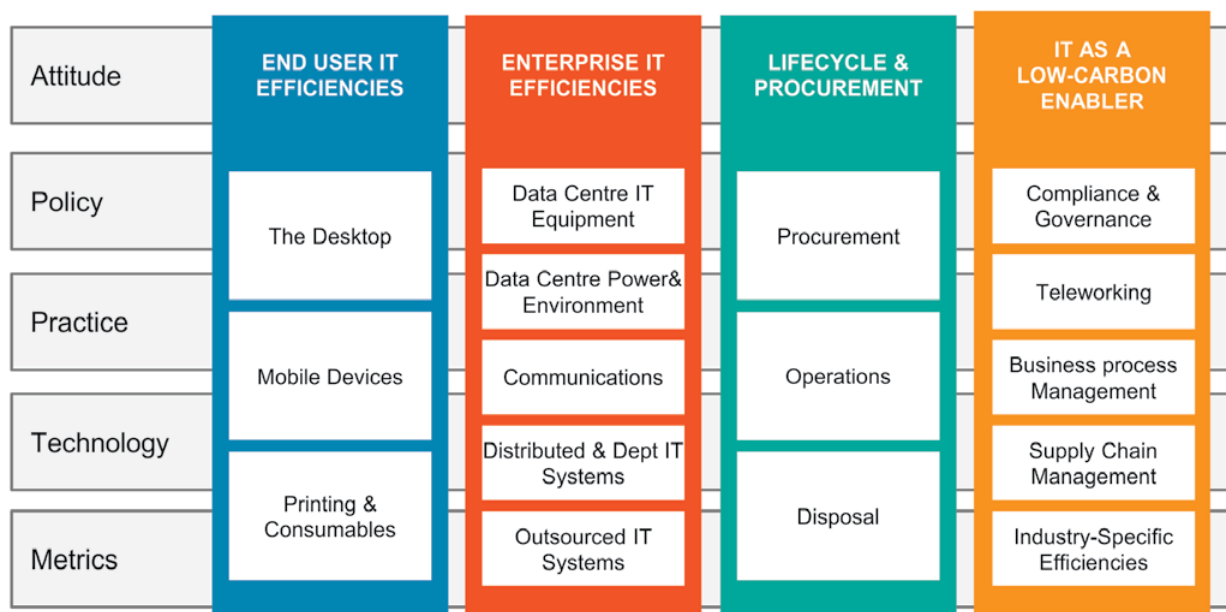 Attitude
Policy
Practice
Technology
Metrics
END USER IT
EFFICIENCIES
The Desktop
Mobile Devices
Printing &
Consumables
ENTERPRISE IT
EFFICIENCIES
Data Centre IT
Equipment
Data Centre Power&
Environment
Communications
Distributed & Dept IT
Systems
Outsourced IT
Systems
LIFECYCLE &
PROCUREMENT
Procurement
Operations
Disposal
IT AS A
LOW-CARBON
ENABLER
Compliance &
Governance
Teleworking
Business process
Management
Supply Chain
Management
Industry-Specific
Efficiencies